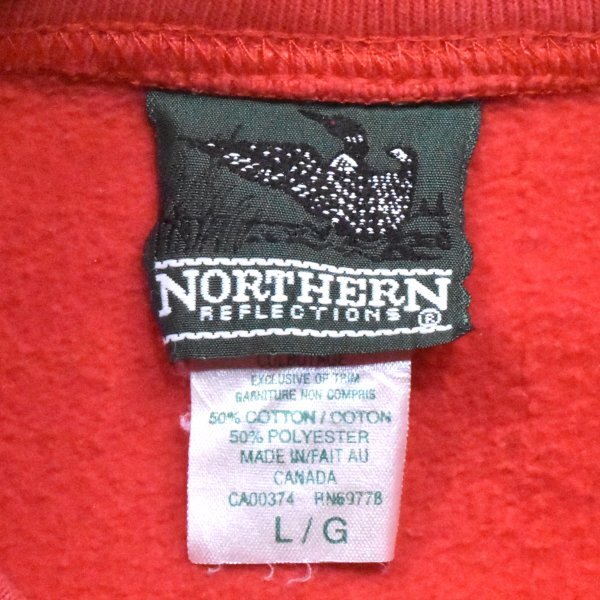 NORTHERN
REFLECTIONS ®
EXCLUSIVE OF TRIM
GARNITURE NON COMPRIS
50% COTTON / COTON
50% POLYESTER
MADE IN/FAIT AU
CANADA
CA00374 RN69778
L / G